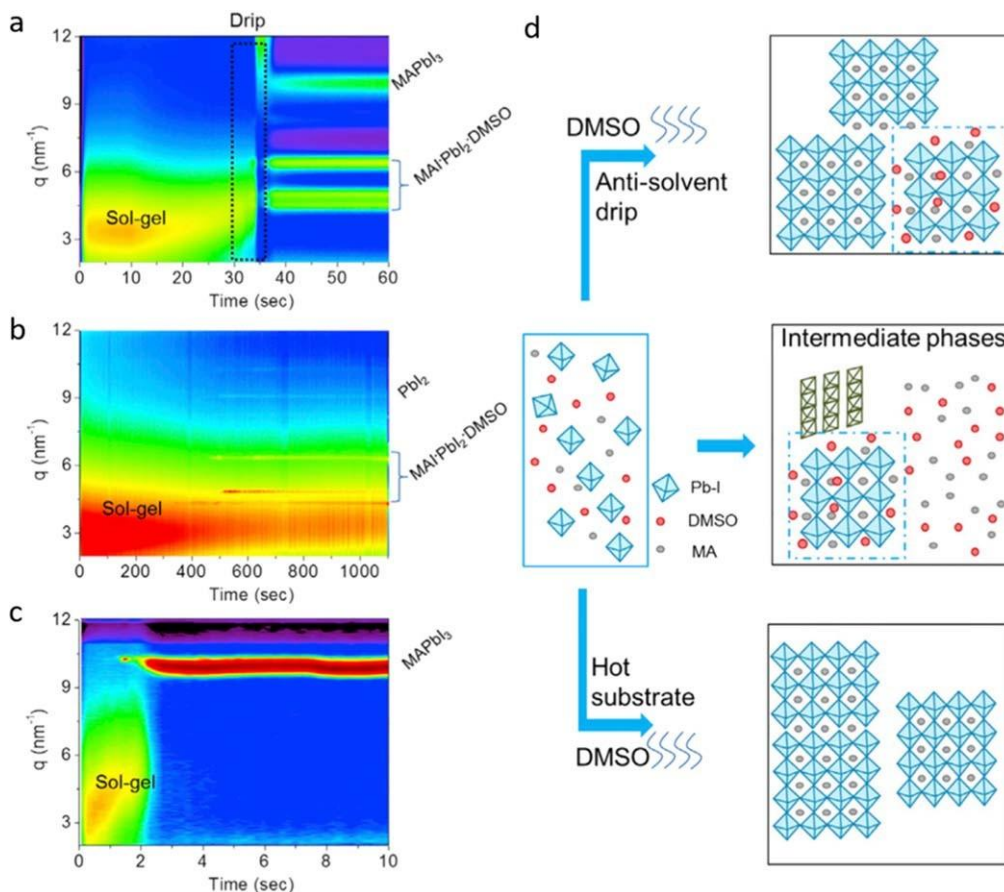 a
Drip
q (nm⁻¹)
12
9
6
3
Sol-gel
0 10 20 30 40 50 60
Time (sec)
MAPbI₃
MAI·PbI₂·DMSO
b
q (nm⁻¹)
12
9
6
3
Sol-gel
0 200 400 600 800 1000
Time (sec)
PbI₂
MAI·PbI₂·DMSO
c
q (nm⁻¹)
12
9
6
3
Sol-gel
0 2 4 6 8 10
Time (sec)
MAPbI₃
d
DMSO
Anti-solvent
drip
Intermediate phases
Pb-I
DMSO
MA
Hot
substrate
DMSO